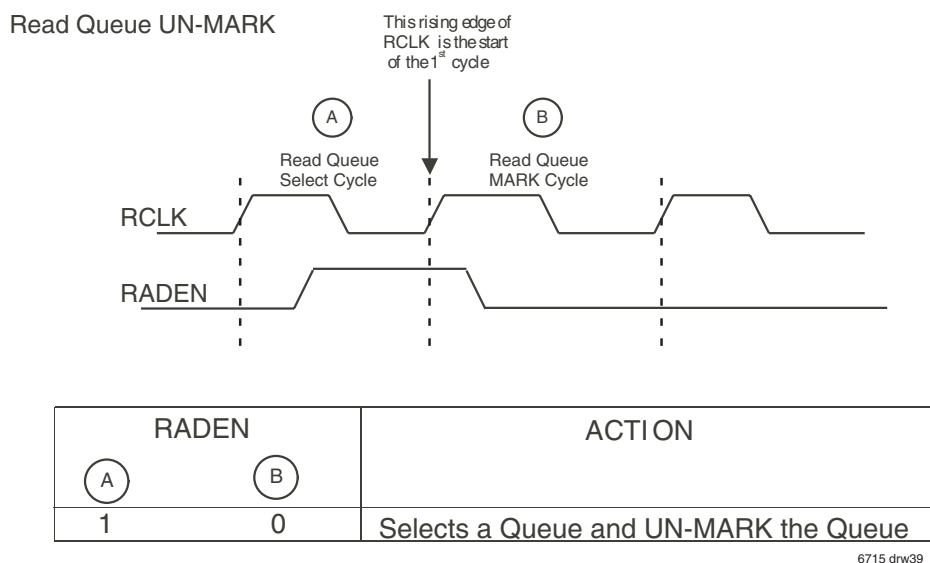 Read Queue UN-MARK
This rising edge of
RCLK is the start
of the 1st cycle
A
B
Read Queue
Select Cycle
Read Queue
MARK Cycle
RCLK
RADEN
RADEN
ACTION
A
B
1
0
Selects a Queue and UN-MARK the Queue
6715 drw39